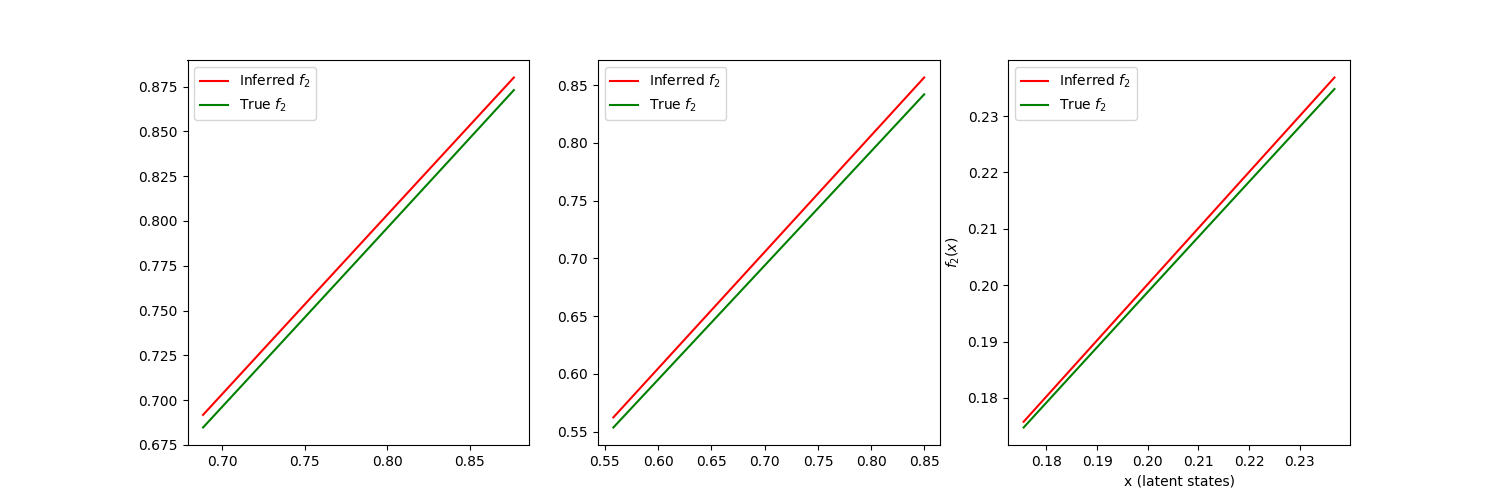 Inferred f₂
True f₂
0.875
0.850
0.825
0.800
0.775
0.750
0.725
0.700
0.675
0.70 0.75 0.80 0.85
Inferred f₂
True f₂
0.85
0.80
0.75
0.70
0.65
0.60
0.55
0.55 0.60 0.65 0.70 0.75 0.80 0.85
f₂(x)
Inferred f₂
True f₂
0.23
0.22
0.21
0.20
0.19
0.18
0.18 0.19 0.20 0.21 0.22 0.23
x (latent states)